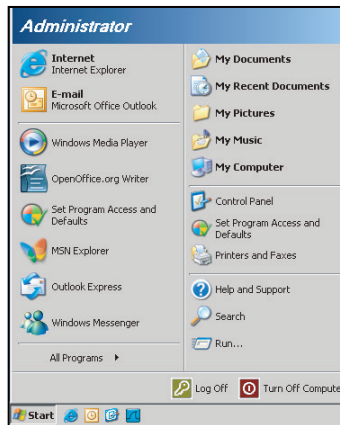 Administrator
Internet
Internet Explorer
E-mail
Microsoft Office Outlook
Windows Media Player
OpenOffice.org Writer
Set Program Access and
Defaults
MSN Explorer
Outlook Express
Windows Messenger
All Programs
My Documents
My Recent Documents
My Pictures
My Music
My Computer
Control Panel
Set Program Access and
Defaults
Printers and Faxes
Help and Support
Search
Run...
Log Off
Turn Off Compute
Start